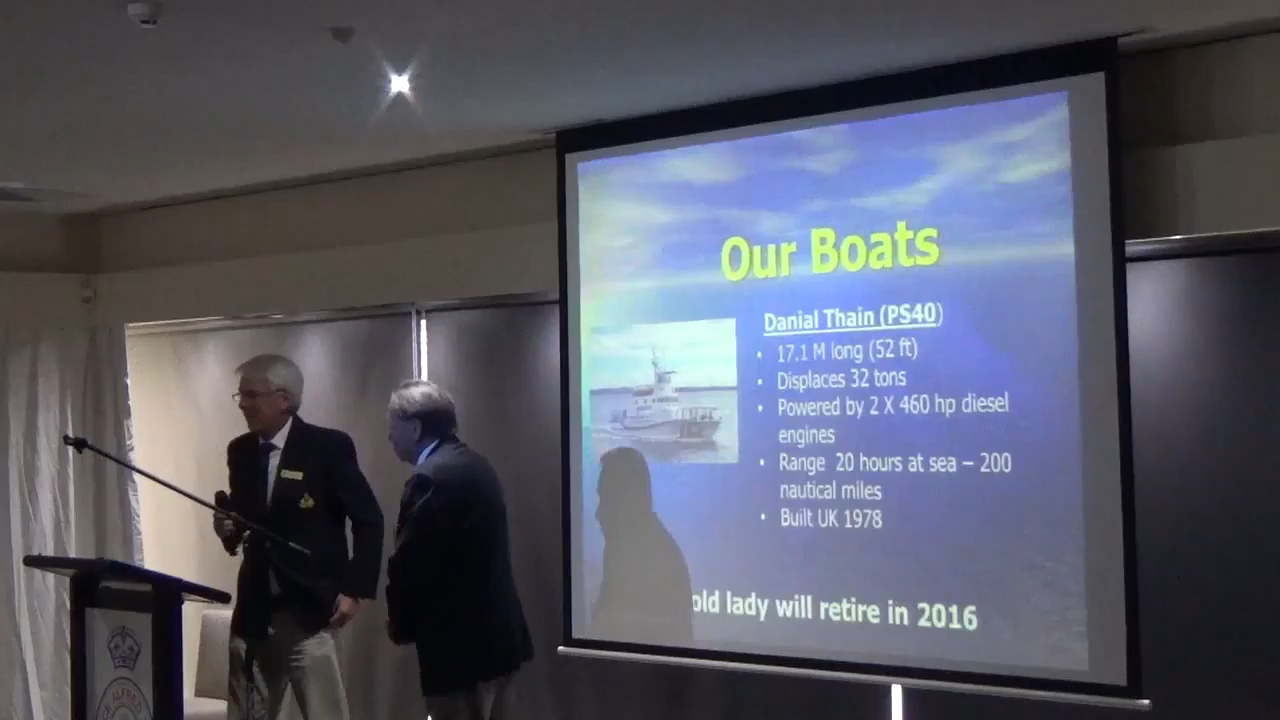 Our Boats
Danial Thain (PS40)
• 17.1 M long (52 ft)
• Displaces 32 tons
• Powered by 2 X 460 hp diesel
engines
• Range 20 hours at sea – 200
nautical miles
• Built UK 1978
old lady will retire in 2016
ALFRED